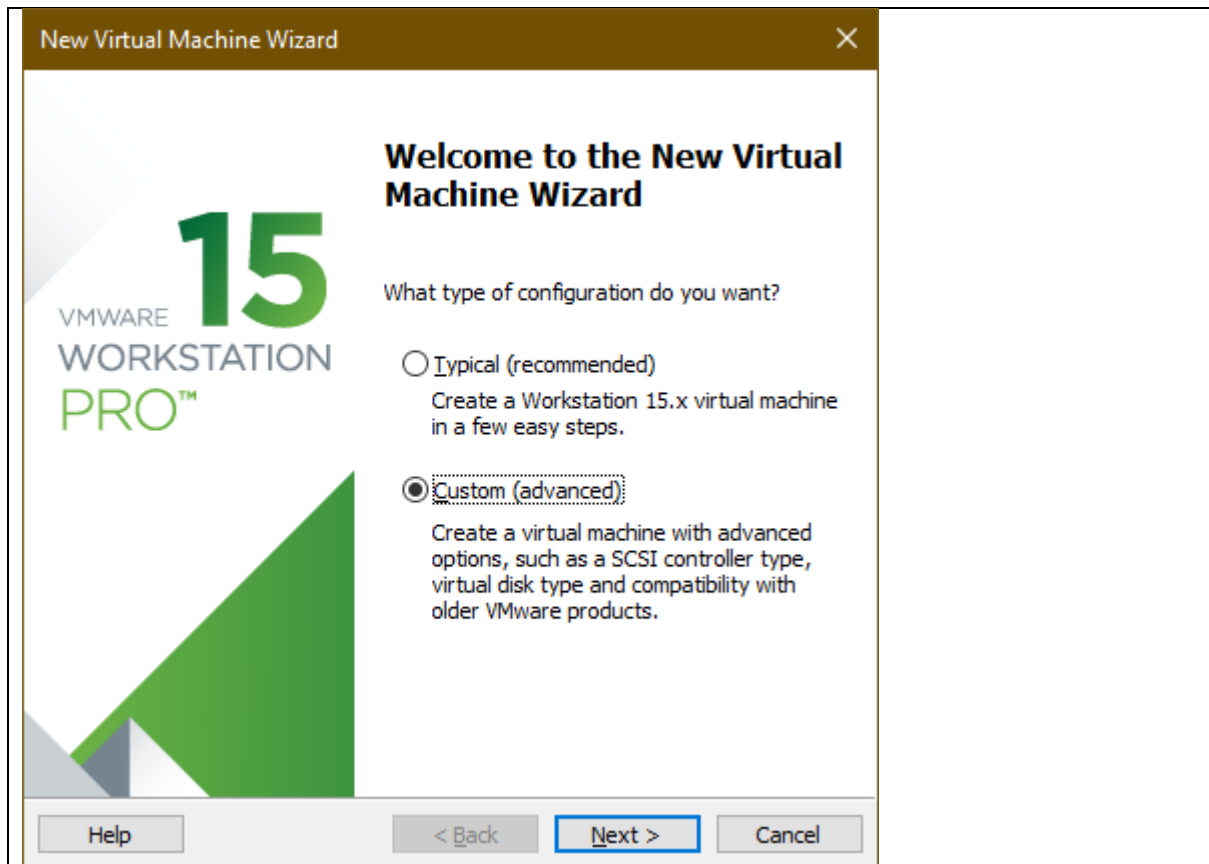 New Virtual Machine Wizard
Welcome to the New Virtual
Machine Wizard
15
VMWARE
WORKSTATION
PRO™
What type of configuration do you want?
Typical (recommended)
Create a Workstation 15.x virtual machine
in a few easy steps.
Custom (advanced)
Create a virtual machine with advanced
options, such as a SCSI controller type,
virtual disk type and compatibility with
older VMware products.
Help
< Back
Next >
Cancel